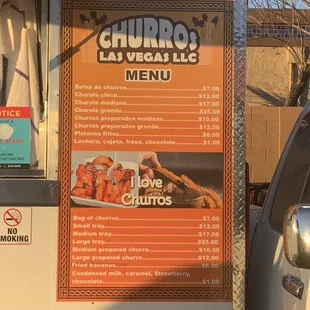 CHURROS
LAS VEGAS LLC
MENU
Bolsa de churros $7.00
Charola chica $12.00
Charola mediana $17.00
Charola grande $25.00
Churros preparados medianos $10.00
Churros preparados grande $12.00
Platanos fritos $6.00
Lechera, cajeta, fresa, chocolate $1.00
I love
Churros
Bag of churros $7.00
Small tray $12.00
Medium tray $17.00
Large tray $25.00
Medium prepared churro $10.00
Large prepared churro $12.00
Fried bananas
Condensed milk, caramel, Strawberry,
chocolate $1.00
NOTICE
MASK
NO
SMOKING